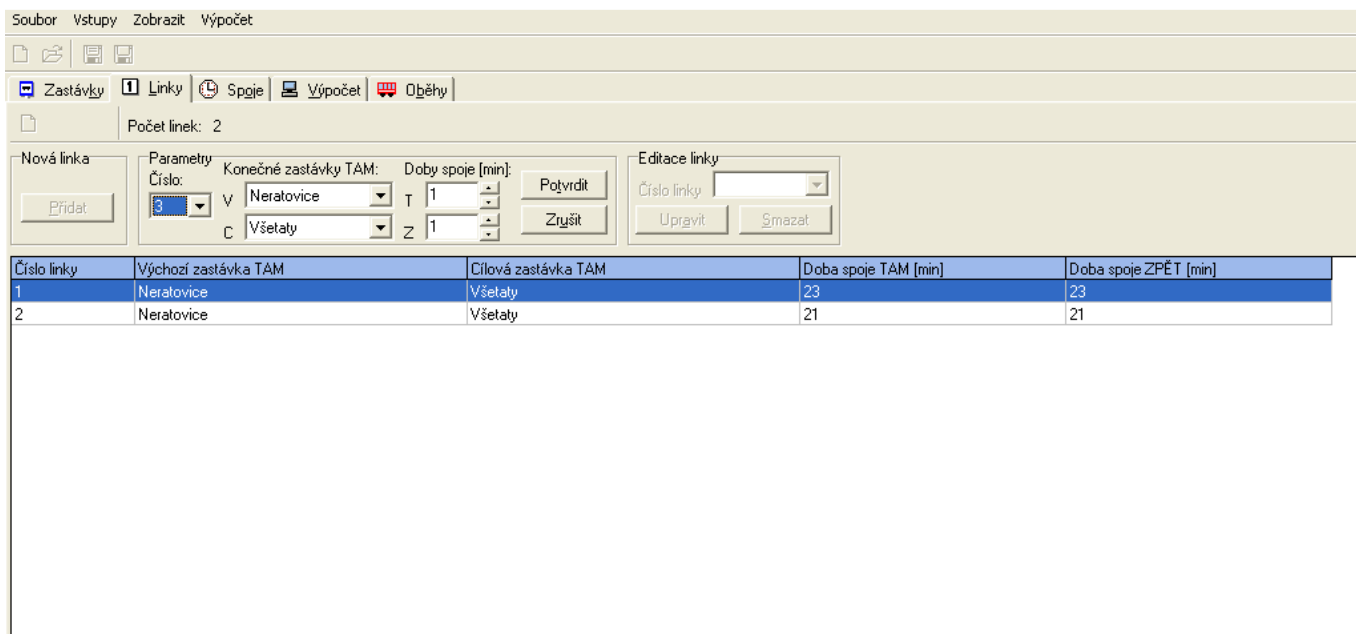 Soubor Vstupy Zobrazit Výpočet
Zastávky 1 Linky Spoje Výpočet Oběhy
Počet linek: 2
Nová linka
Přidat
Parametry
Číslo:
3
Konečné zastávky TAM:
V Neratovice
C Všetaty
Doby spoje [min]:
T 1
Z 1
Potvrdit
Zrušit
Editace linky
Číslo linky
Upravit Smazat
Číslo linky Výchozí zastávka TAM Cílová zastávka TAM Doba spoje TAM [min] Doba spoje ZPĚT [min]
1 Neratovice Všetaty 23 23
2 Neratovice Všetaty 21 21